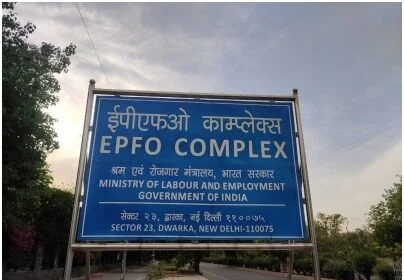 ईपीएफओ काम्प्लेक्स
EPFO COMPLEX
श्रम एवं रोजगार मंत्रालय, भारत सरकार
MINISTRY OF LABOUR AND EMPLOYMENT
GOVERNMENT OF INDIA
सेक्टर २३, द्वारका, नई दिल्ली ११००७५
SECTOR 23, DWARKA, NEW DELHI-110075